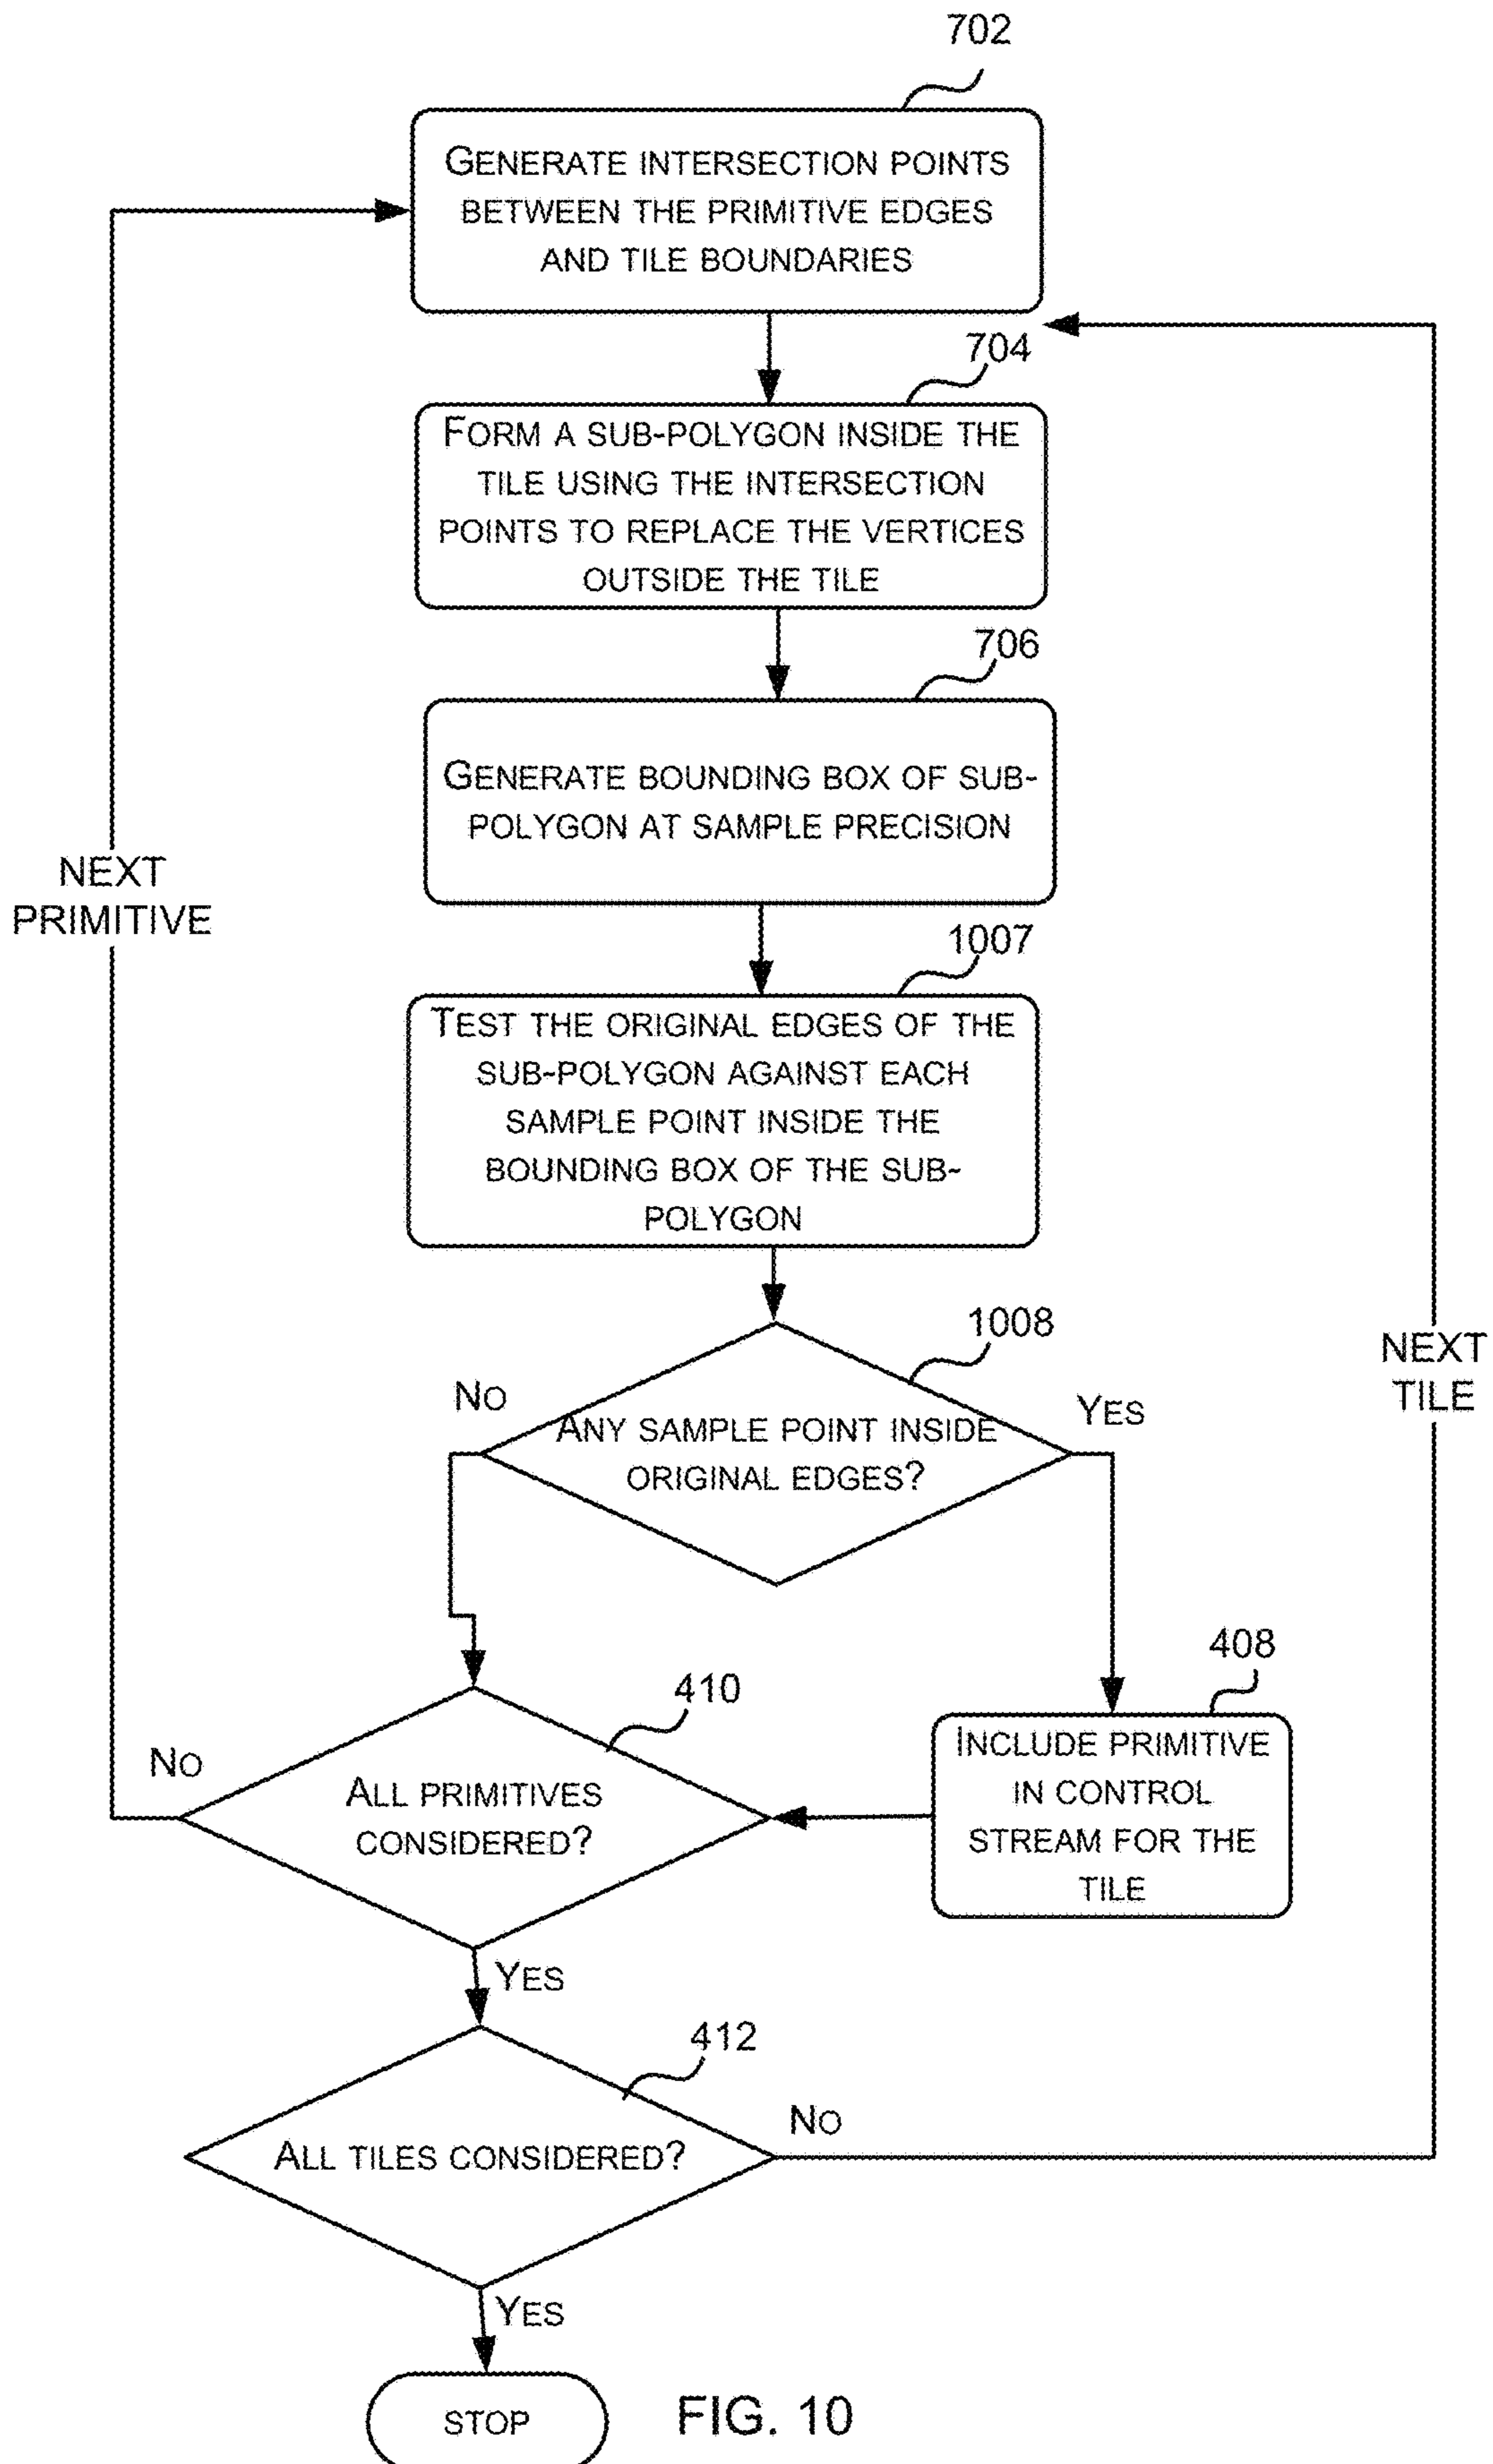 702
GENERATE INTERSECTION POINTS
BETWEEN THE PRIMITIVE EDGES
AND TILE BOUNDARIES
704
FORM A SUB-POLYGON INSIDE THE
TILE USING THE INTERSECTION
POINTS TO REPLACE THE VERTICES
OUTSIDE THE TILE
706
GENERATE BOUNDING BOX OF SUB-
POLYGON AT SAMPLE PRECISION
NEXT
PRIMITIVE
1007
TEST THE ORIGINAL EDGES OF THE
SUB-POLYGON AGAINST EACH
SAMPLE POINT INSIDE THE
BOUNDING BOX OF THE SUB-
POLYGON
1008
NO
YES
ANY SAMPLE POINT INSIDE
ORIGINAL EDGES?
NEXT
TILE
408
INCLUDE PRIMITIVE
IN CONTROL
STREAM FOR THE
TILE
410
NO
ALL PRIMITIVES
CONSIDERED?
YES
412
NO
ALL TILES CONSIDERED?
YES
STOP
FIG. 10